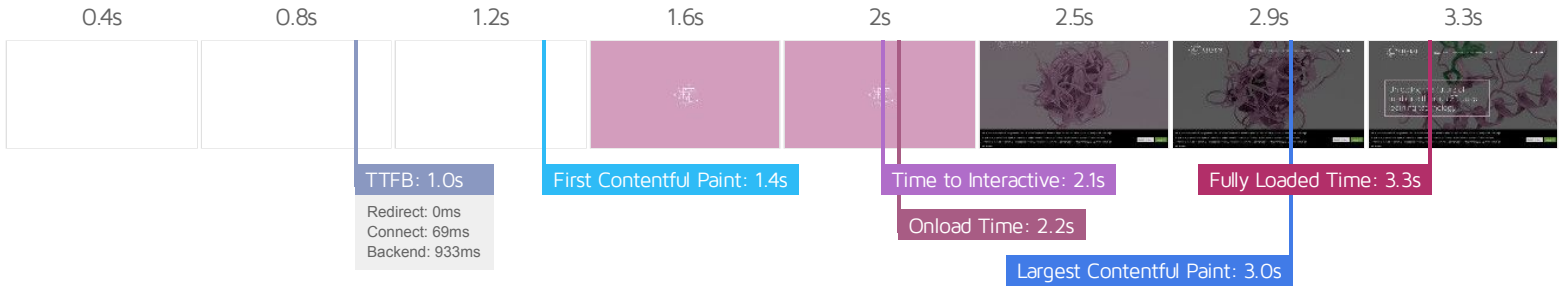 0.4s
0.8s
1.2s
1.6s
2s
2.5s
2.9s
3.3s
TTFB: 1.0s
Redirect: 0ms
Connect: 69ms
Backend: 933ms
First Contentful Paint: 1.4s
Time to Interactive: 2.1s
Onload Time: 2.2s
Fully Loaded Time: 3.3s
Largest Contentful Paint: 3.0s